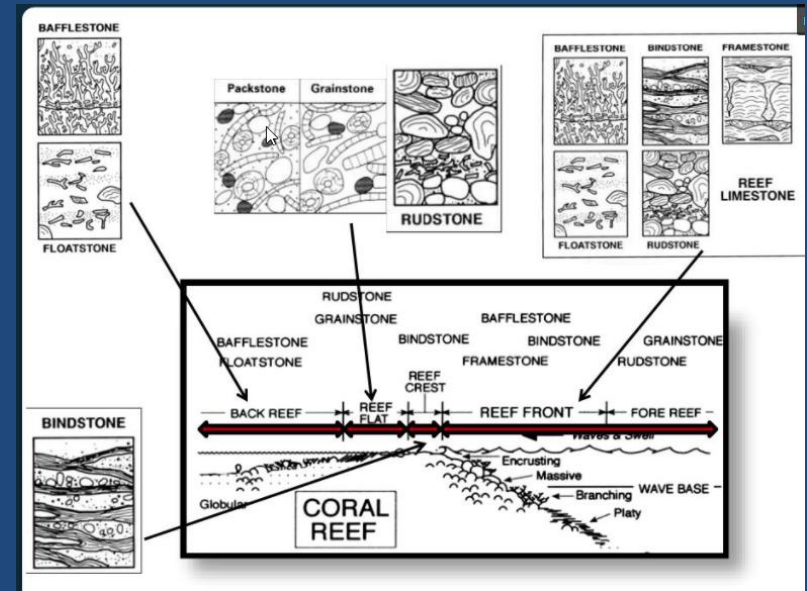 BAFFLESTONE
FLOATSTONE
Packstone Grainstone
RUDSTONE
BAFFLESTONE BINDSTONE FRAMESTONE
REEF
LIMESTONE
FLOATSTONE RUDSTONE
RUDSTONE
GRAINSTONE BAFFLESTONE
BAFFLESTONE BINDSTONE BINDSTONE GRAINSTONE
FLOATSTONE FRAMESTONE RUDSTONE
REEF
CREST
BACK REEF REEF FLAT REEF FRONT FORE REEF
Waves & Swell
BINDSTONE
Encrusting
Massive
WAVE BASE
Branching
Platy
Globular
CORAL
REEF